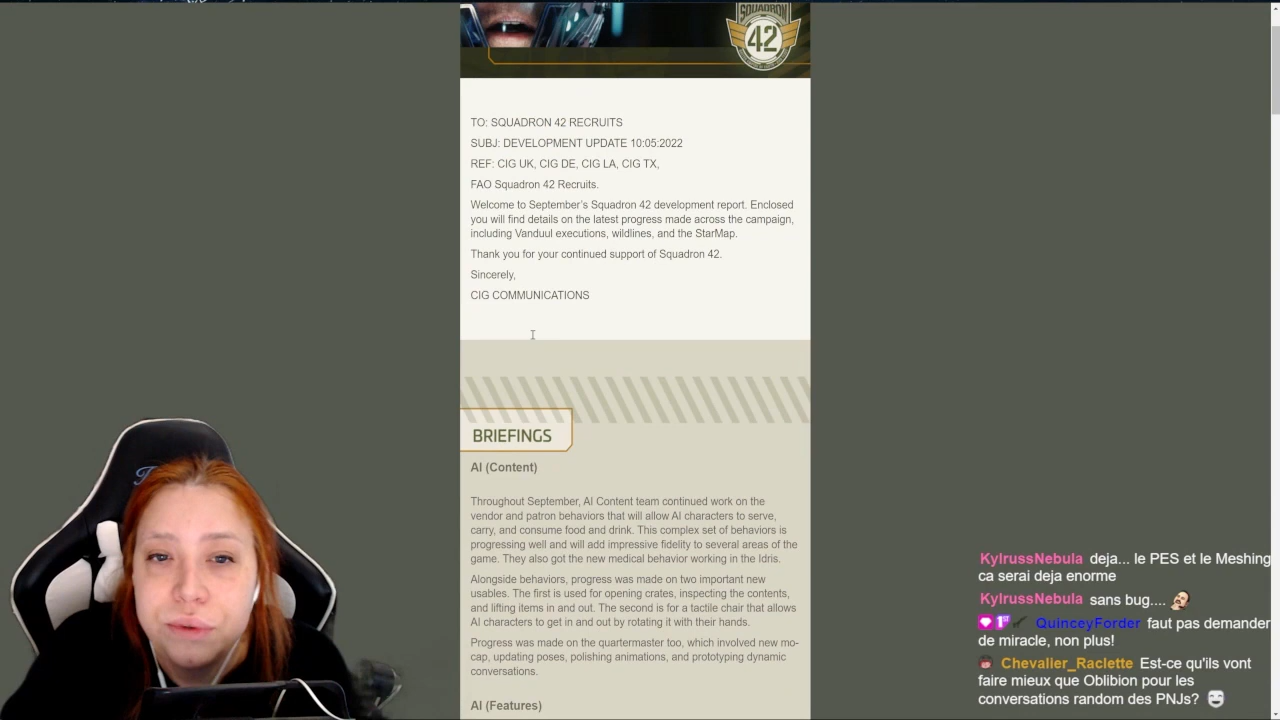 SQUADRON
42
TO: SQUADRON 42 RECRUITS
SUBJ: DEVELOPMENT UPDATE 10:05:2022
REF: CIG UK, CIG DE, CIG LA, CIG TX,
FAO Squadron 42 Recruits.
Welcome to September's Squadron 42 development report. Enclosed
you will find details on the latest progress made across the campaign,
including Vanduul executions, wildlines, and the StarMap.
Thank you for your continued support of Squadron 42.
Sincerely,
CIG COMMUNICATIONS
BRIEFINGS
AI (Content)
Throughout September, AI Content team continued work on the
vendor and patron behaviors that will allow AI characters to serve,
carry, and consume food and drink. This complex set of behaviors is
progressing well and will add impressive fidelity to several areas of the
game. They also got the new medical behavior working in the Idris.
Alongside behaviors, progress was made on two important new
usables. The first is used for opening crates, inspecting the contents,
and lifting items in and out. The second is for a tactile chair that allows
AI characters to get in and out by rotating it with their hands.
Progress was made on the quartermaster too, which involved new mo-
cap, updating poses, polishing animations, and prototyping dynamic
conversations.
AI (Features)
KylrussNebula deja... le PES et le Meshing
ca serai deja enorme
KylrussNebula sans bug....
1st QuinceyForder faut pas demander
de miracle, non plus!
Chevalier_Raclette Est-ce qu'ils vont
faire mieux que Oblibion pour les
conversations random des PNJs?